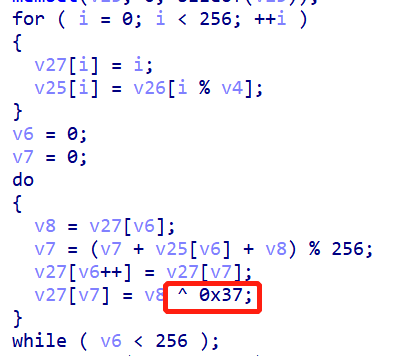 for ( i = 0; i < 256; ++i )
{
v27[i] = i;
v25[i] = v26[i % v4];
}
v6 = 0;
v7 = 0;
do
{
v8 = v27[v6];
v7 = (v7 + v25[v6] + v8) % 256;
v27[v6++] = v27[v7];
v27[v7] = v8 ^ 0x37;
}
while ( v6 < 256 );